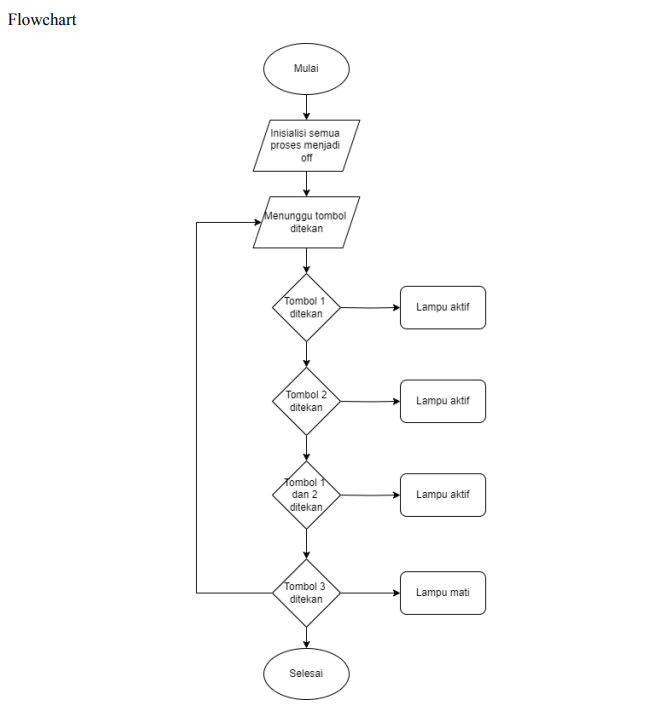 Flowchart
Mulai
Inisialisi semua
proses menjadi
off
Menunggu tombol
ditekan
Tombol 1
ditekan
Lampu aktif
Tombol 2
ditekan
Lampu aktif
Tombol 1
dan 2
ditekan
Lampu aktif
Tombol 3
ditekan
Lampu mati
Selesai